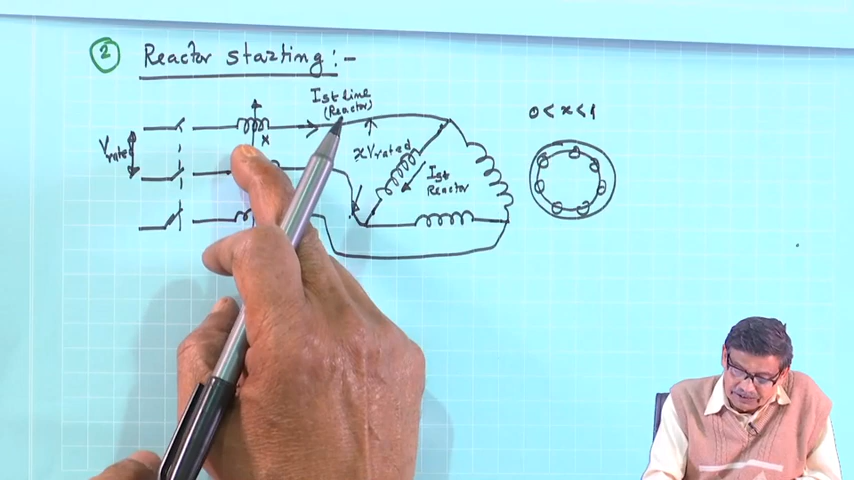 2 Reactor starting :-
Ist line
(Reactor)
0 < x < 1
Vrated
x
xVrated
Ist
Reactor